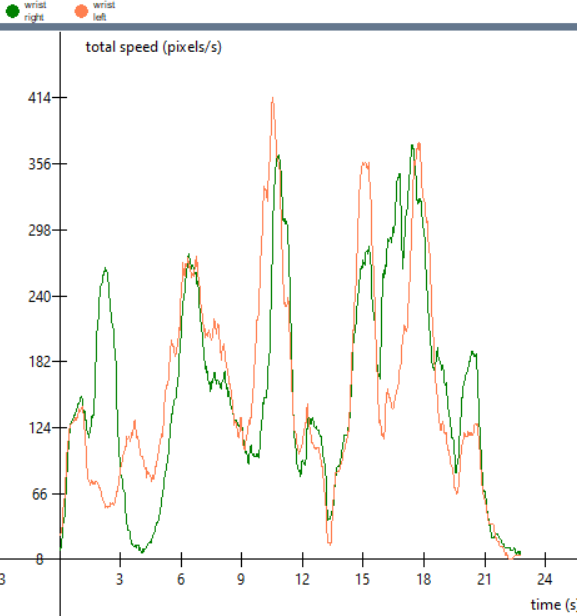 wrist wrist
right left
total speed (pixels/s)
414
356
298
240
182
124
66
8
3 3 6 9 12 15 18 21 24
time (s)